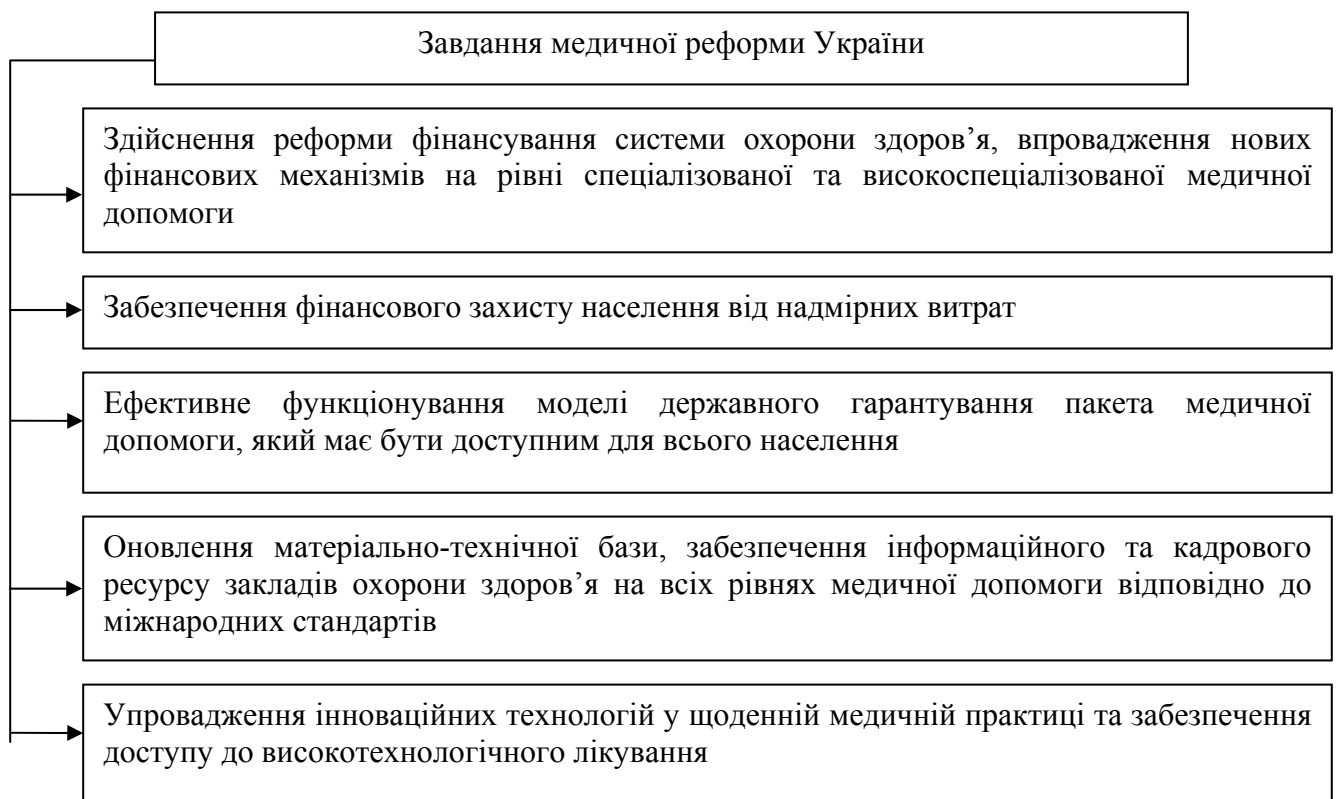 Завдання медичної реформи України
Здійснення реформи фінансування системи охорони здоров’я, впровадження нових
фінансових механізмів на рівні спеціалізованої та високоспеціалізованої медичної
допомоги
Забезпечення фінансового захисту населення від надмірних витрат
Ефективне функціонування моделі державного гарантування пакета медичної
допомоги, який має бути доступним для всього населення
Оновлення матеріально-технічної бази, забезпечення інформаційного та кадрового
ресурсу закладів охорони здоров’я на всіх рівнях медичної допомоги відповідно до
міжнародних стандартів
Упровадження інноваційних технологій у щоденній медичній практиці та забезпечення
доступу до високотехнологічного лікування